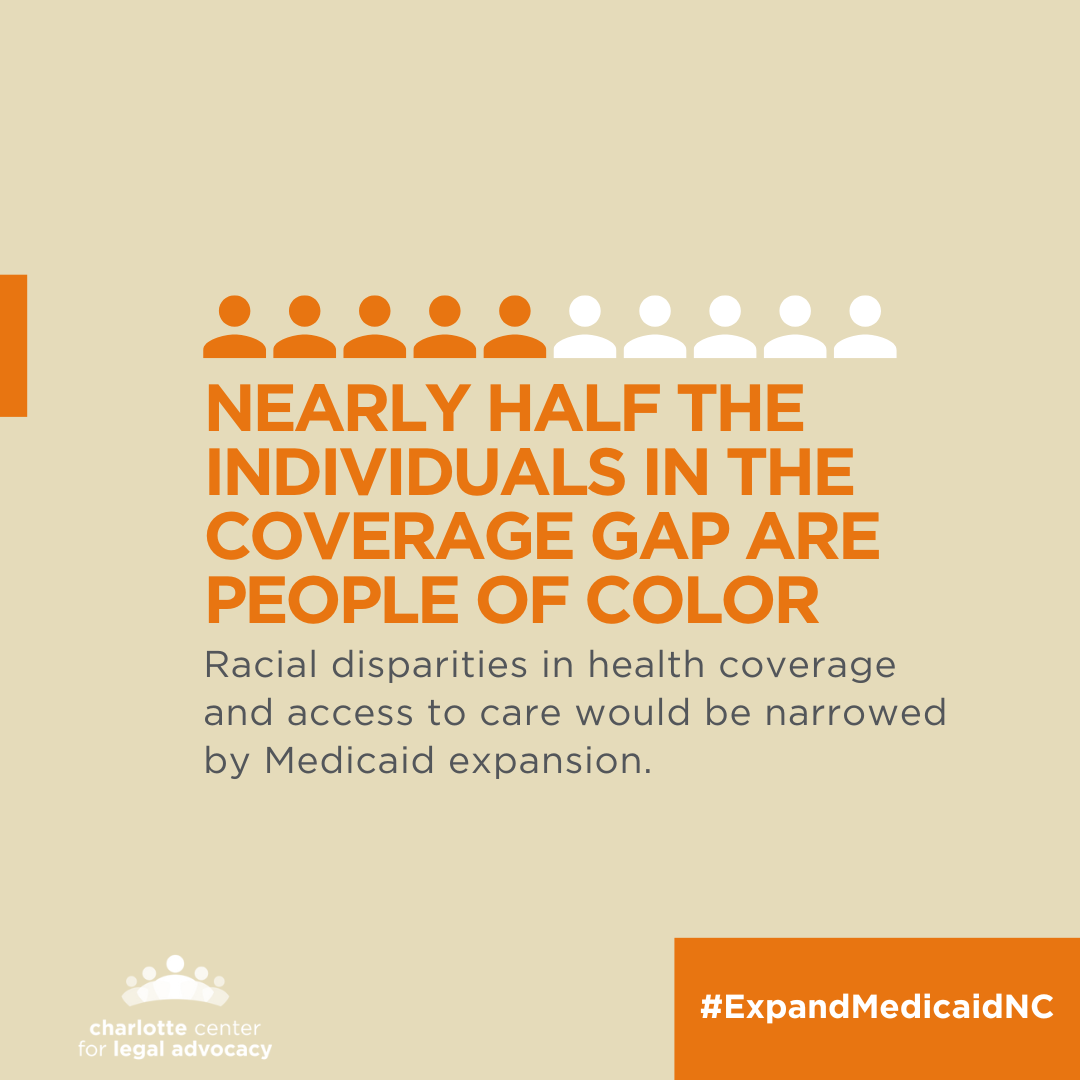 NEARLY HALF THE
INDIVIDUALS IN THE
COVERAGE GAP ARE
PEOPLE OF COLOR
Racial disparities in health coverage
and access to care would be narrowed
by Medicaid expansion.
charlotte center
for legal advocacy
#ExpandMedicaidNC